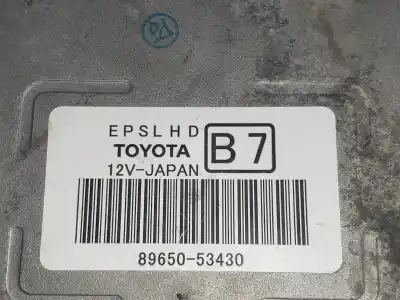 EPSLHD
TOYOTA B7
12V-JAPAN
89650-53430